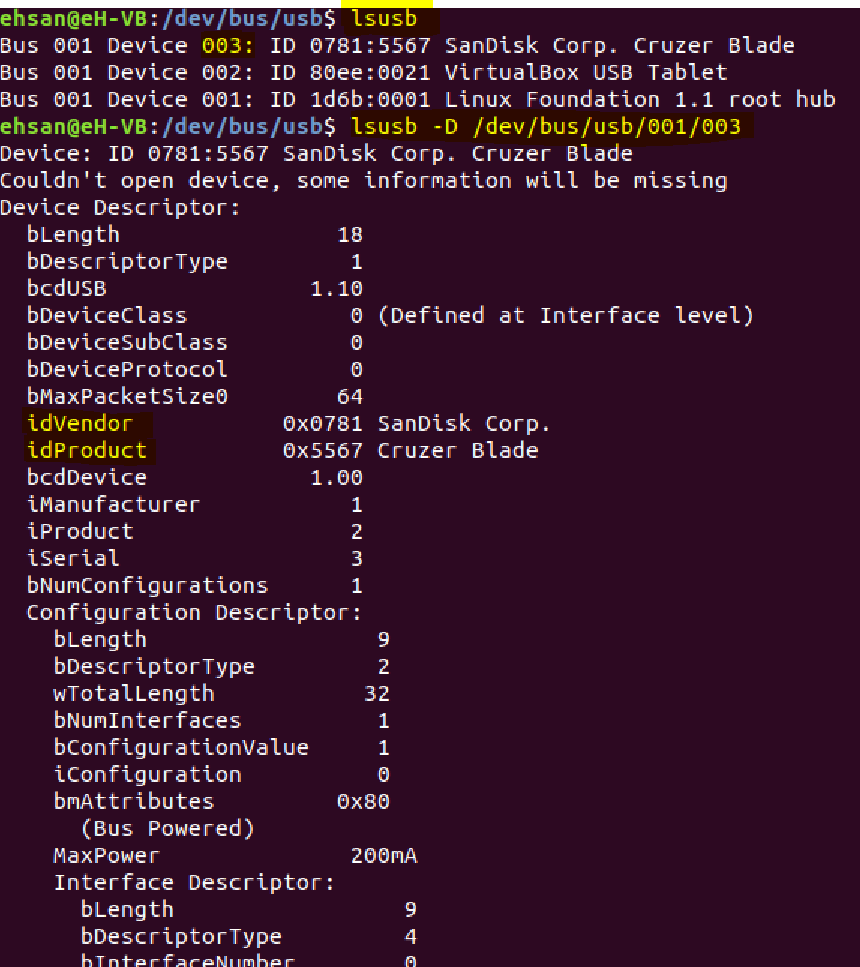 ehsan@eH-VB:/dev/bus/usb$ lsusb
Bus 001 Device 003: ID 0781:5567 SanDisk Corp. Cruzer Blade
Bus 001 Device 002: ID 80ee:0021 VirtualBox USB Tablet
Bus 001 Device 001: ID 1d6b:0001 Linux Foundation 1.1 root hub
ehsan@eH-VB:/dev/bus/usb$ lsusb -D /dev/bus/usb/001/003
Device: ID 0781:5567 SanDisk Corp. Cruzer Blade
Couldn't open device, some information will be missing
Device Descriptor:
  bLength                18
  bDescriptorType         1
  bcdUSB               1.10
  bDeviceClass            0 (Defined at Interface level)
  bDeviceSubClass         0
  bDeviceProtocol         0
  bMaxPacketSize0        64
  idVendor           0x0781 SanDisk Corp.
  idProduct          0x5567 Cruzer Blade
  bcdDevice            1.00
  iManufacturer           1
  iProduct                2
  iSerial                 3
  bNumConfigurations      1
  Configuration Descriptor:
    bLength                 9
    bDescriptorType         2
    wTotalLength           32
    bNumInterfaces          1
    bConfigurationValue     1
    iConfiguration          0
    bmAttributes         0x80
      (Bus Powered)
    MaxPower              200mA
    Interface Descriptor:
      bLength                 9
      bDescriptorType         4
      bInterfaceNumber        0